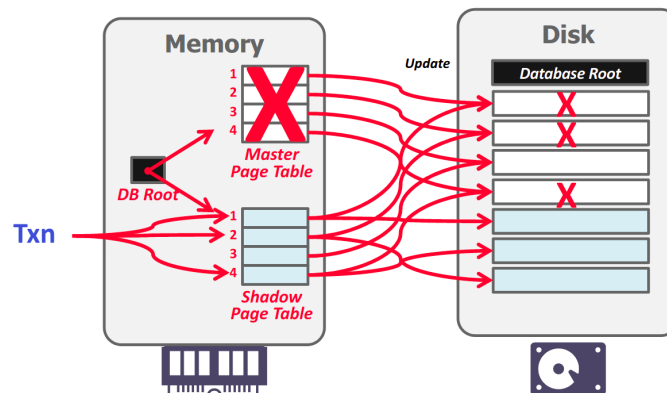 Memory
Disk
Update
Database Root
1
2
3
4
Master
Page Table
DB Root
Txn
1
2
3
4
Shadow
Page Table
X
X
X
X